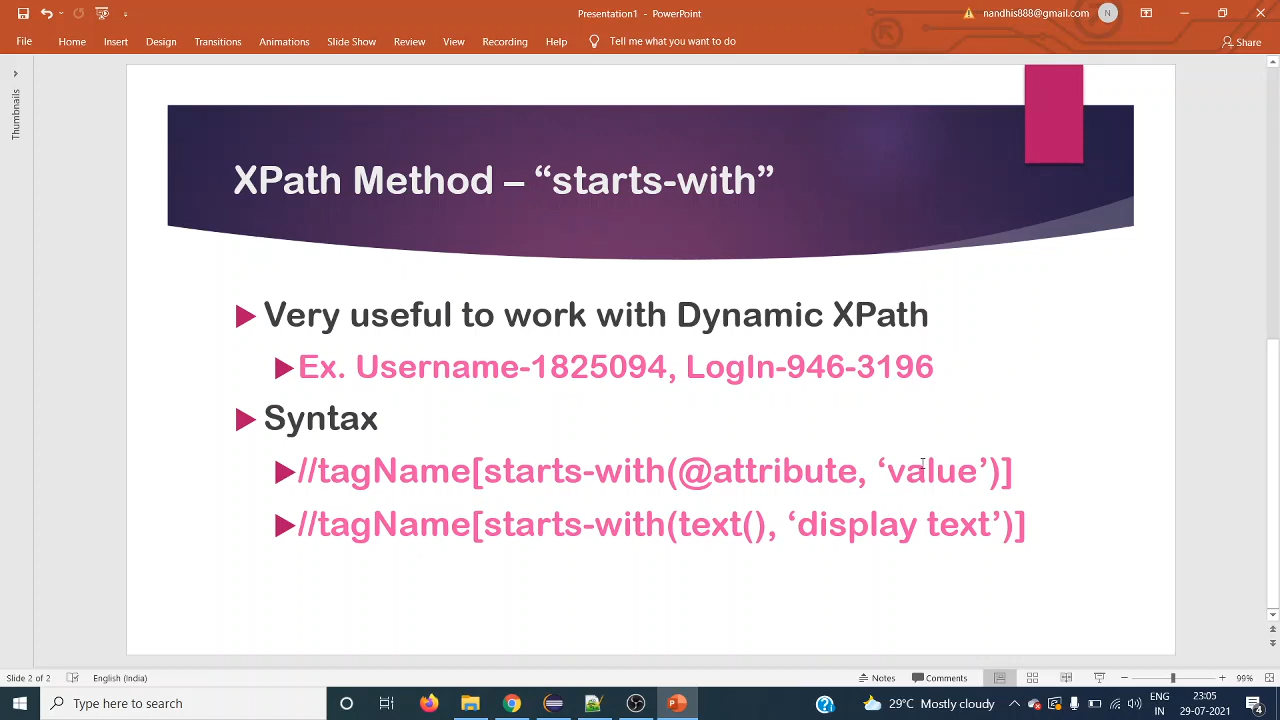 Presentation1 - PowerPoint
nandhis888@gmail.com
N
File Home Insert Design Transitions Animations Slide Show Review View Recording Help Tell me what you want to do
Share
Thumbnails
XPath Method – “starts-with”
Very useful to work with Dynamic XPath
Ex. Username-1825094, LogIn-946-3196
Syntax
//tagName[starts-with(@attribute, ‘value’)]
//tagName[starts-with(text(), ‘display text’)]
Slide 2 of 2
English (India)
Notes
Comments
99%
Type here to search
29°C Mostly cloudy
ENG
IN
23:05
29-07-2021
4